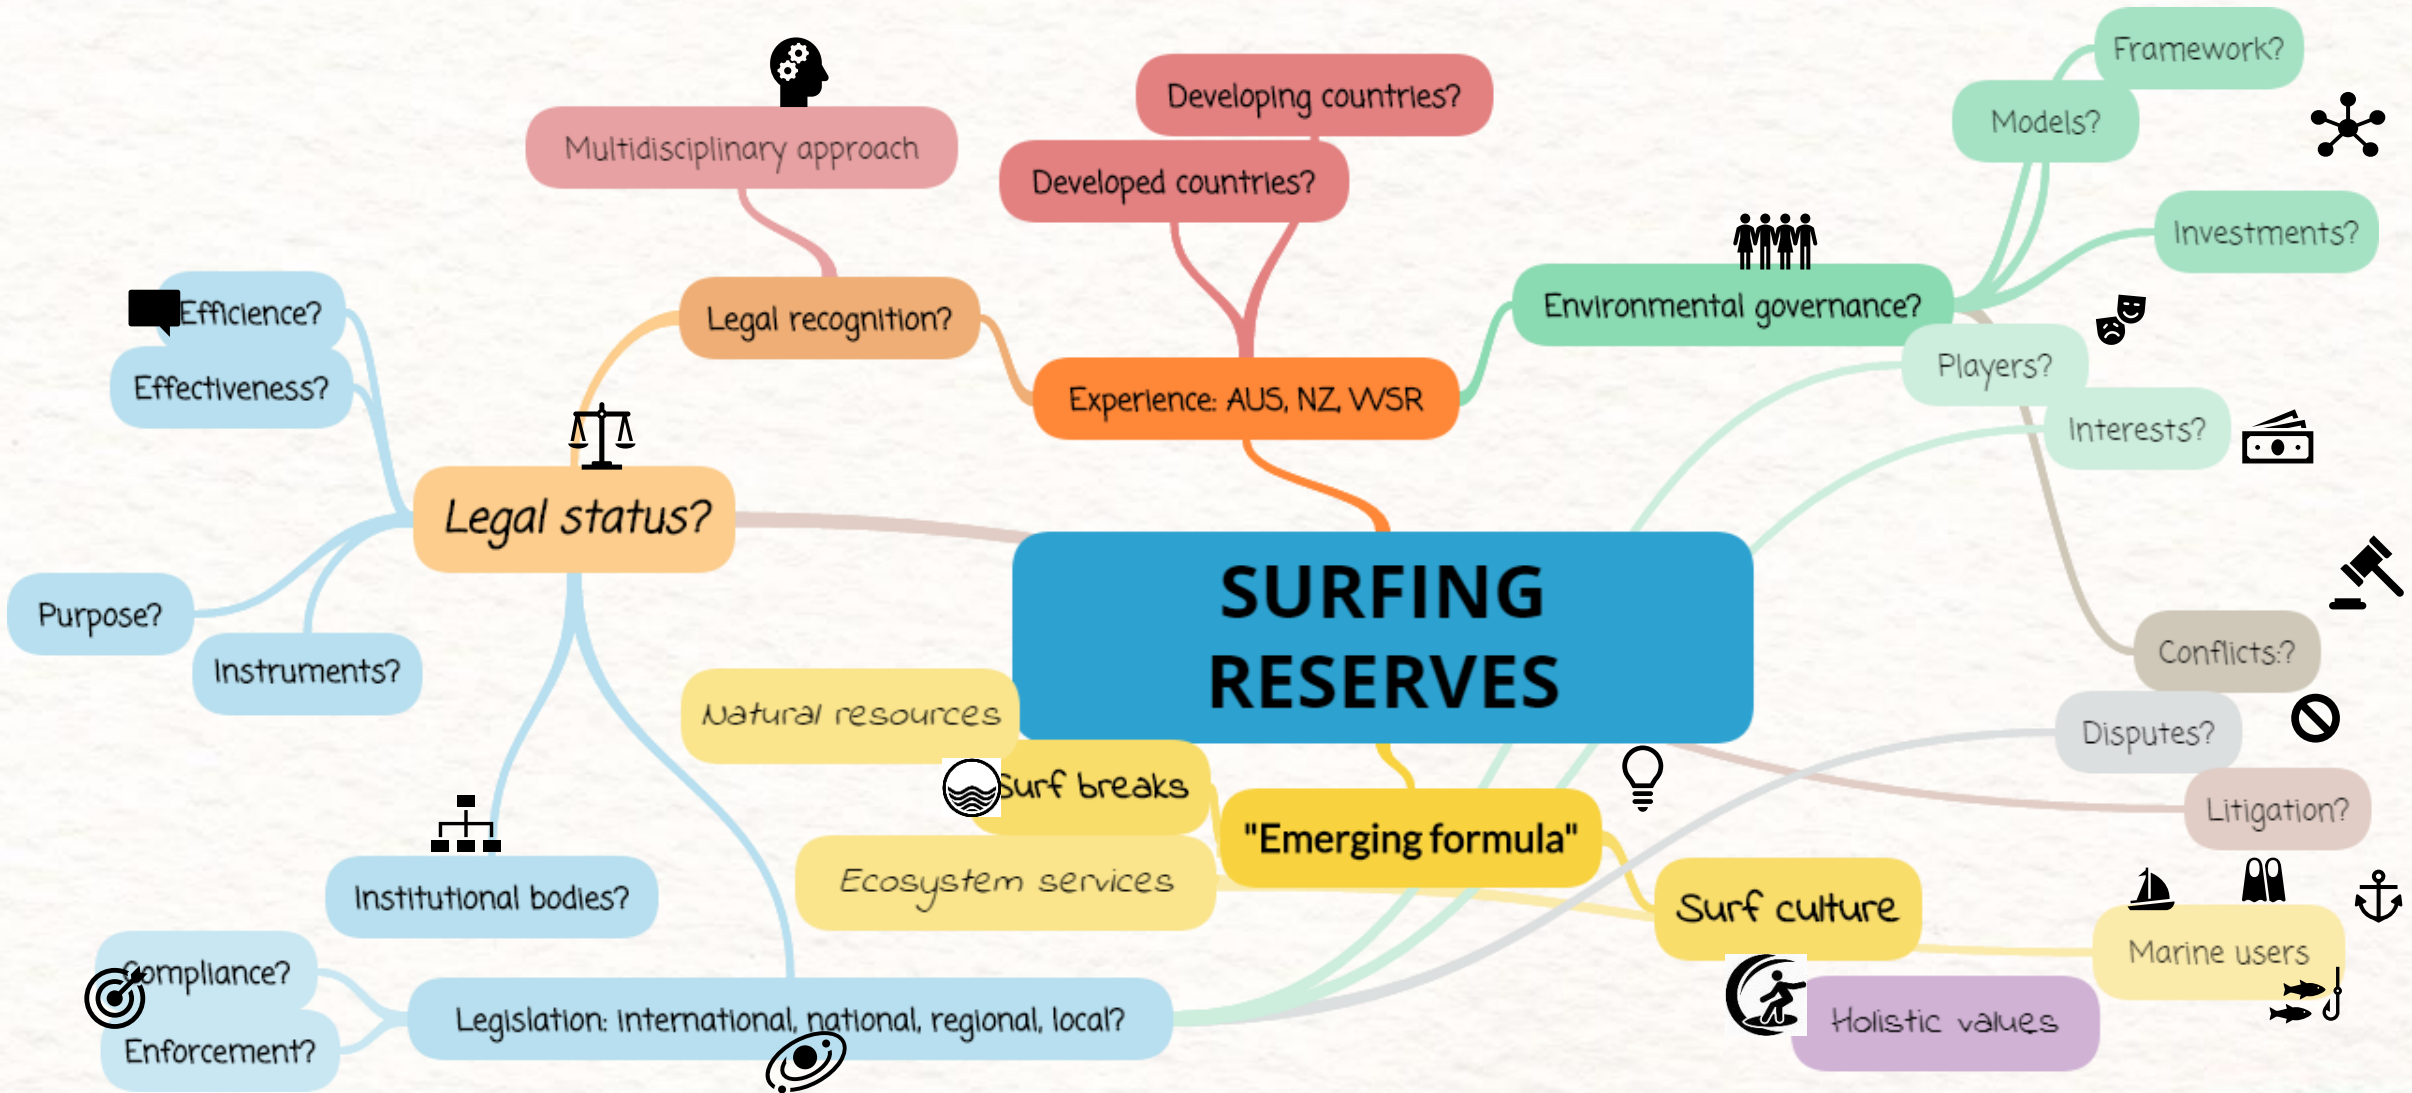 Framework?
Models?
Developing countries?
Multidisciplinary approach
Developed countries?
Investments?
Efficience?
Legal recognition?
Environmental governance?
Players?
Effectiveness?
Experience: AUS, NZ, WSR
Interests?
Legal status?
SURFING
RESERVES
Purpose?
Instruments?
Conflicts:?
Natural resources
Disputes?
Surf breaks
Litigation?
"Emerging formula"
Ecosystem services
Institutional bodies?
Surf culture
Marine users
Compliance?
Legislation: international, national, regional, local?
Holistic values
Enforcement?